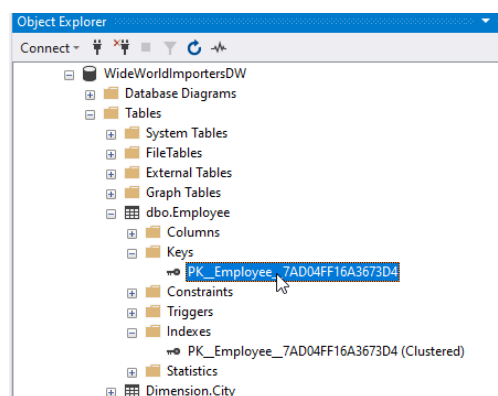 Object Explorer
Connect
WideWorldImportersDW
Database Diagrams
Tables
System Tables
FileTables
External Tables
Graph Tables
dbo.Employee
Columns
Keys
PK__Employee__7AD04FF16A3673D4
Constraints
Triggers
Indexes
PK__Employee__7AD04FF16A3673D4 (Clustered)
Statistics
Dimension.City